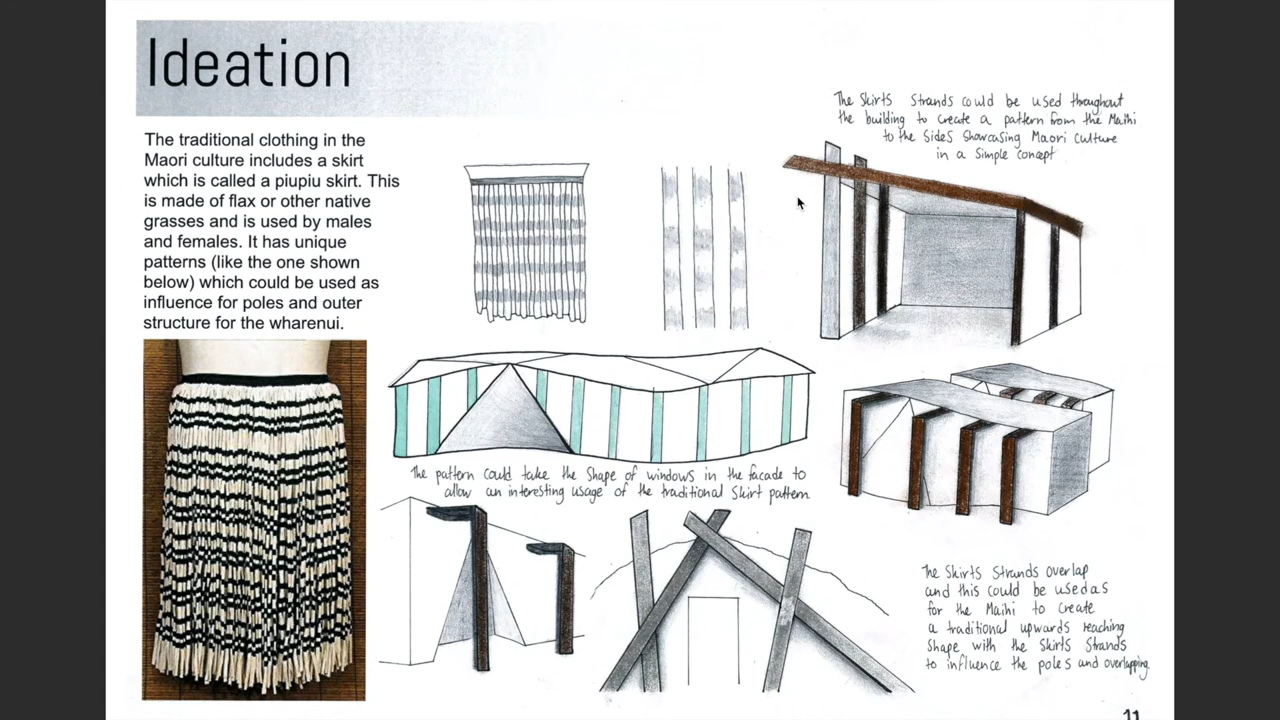 Ideation
The traditional clothing in the
Maori culture includes a skirt
which is called a piupiu skirt. This
is made of flax or other native
grasses and is used by males
and females. It has unique
patterns (like the one shown
below) which could be used as
influence for poles and outer
structure for the wharenui.
The Skirts Strands could be used throughout
the building to create a pattern from the Maihi
to the sides showcasing Maori culture
in a simple concept
The pattern could take the shape of windows in the facade to
allow an interesting usage of the traditional skirt pattern
The Skirts Strands overlap
and this could be used as
for the Maihi to create
a traditional upwards reaching
shape with the skirts strands
to influence the poles and overlapping.
11